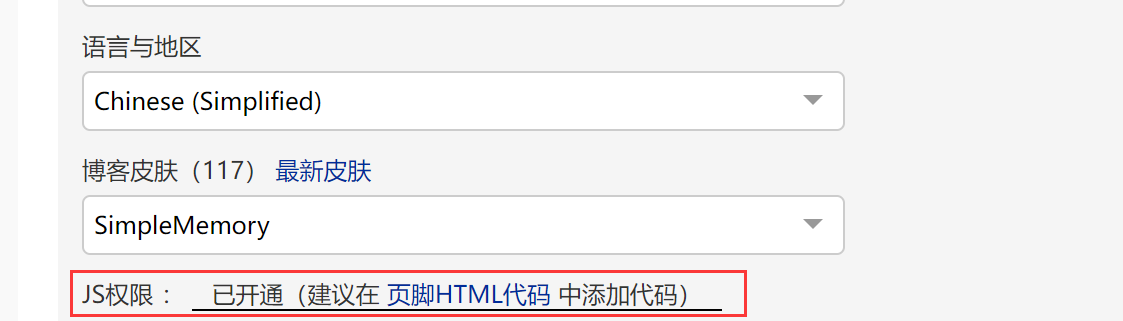 语言与地区
Chinese (Simplified)
博客皮肤（117） 最新皮肤
SimpleMemory
JS权限： 已开通（建议在 页脚HTML代码 中添加代码）